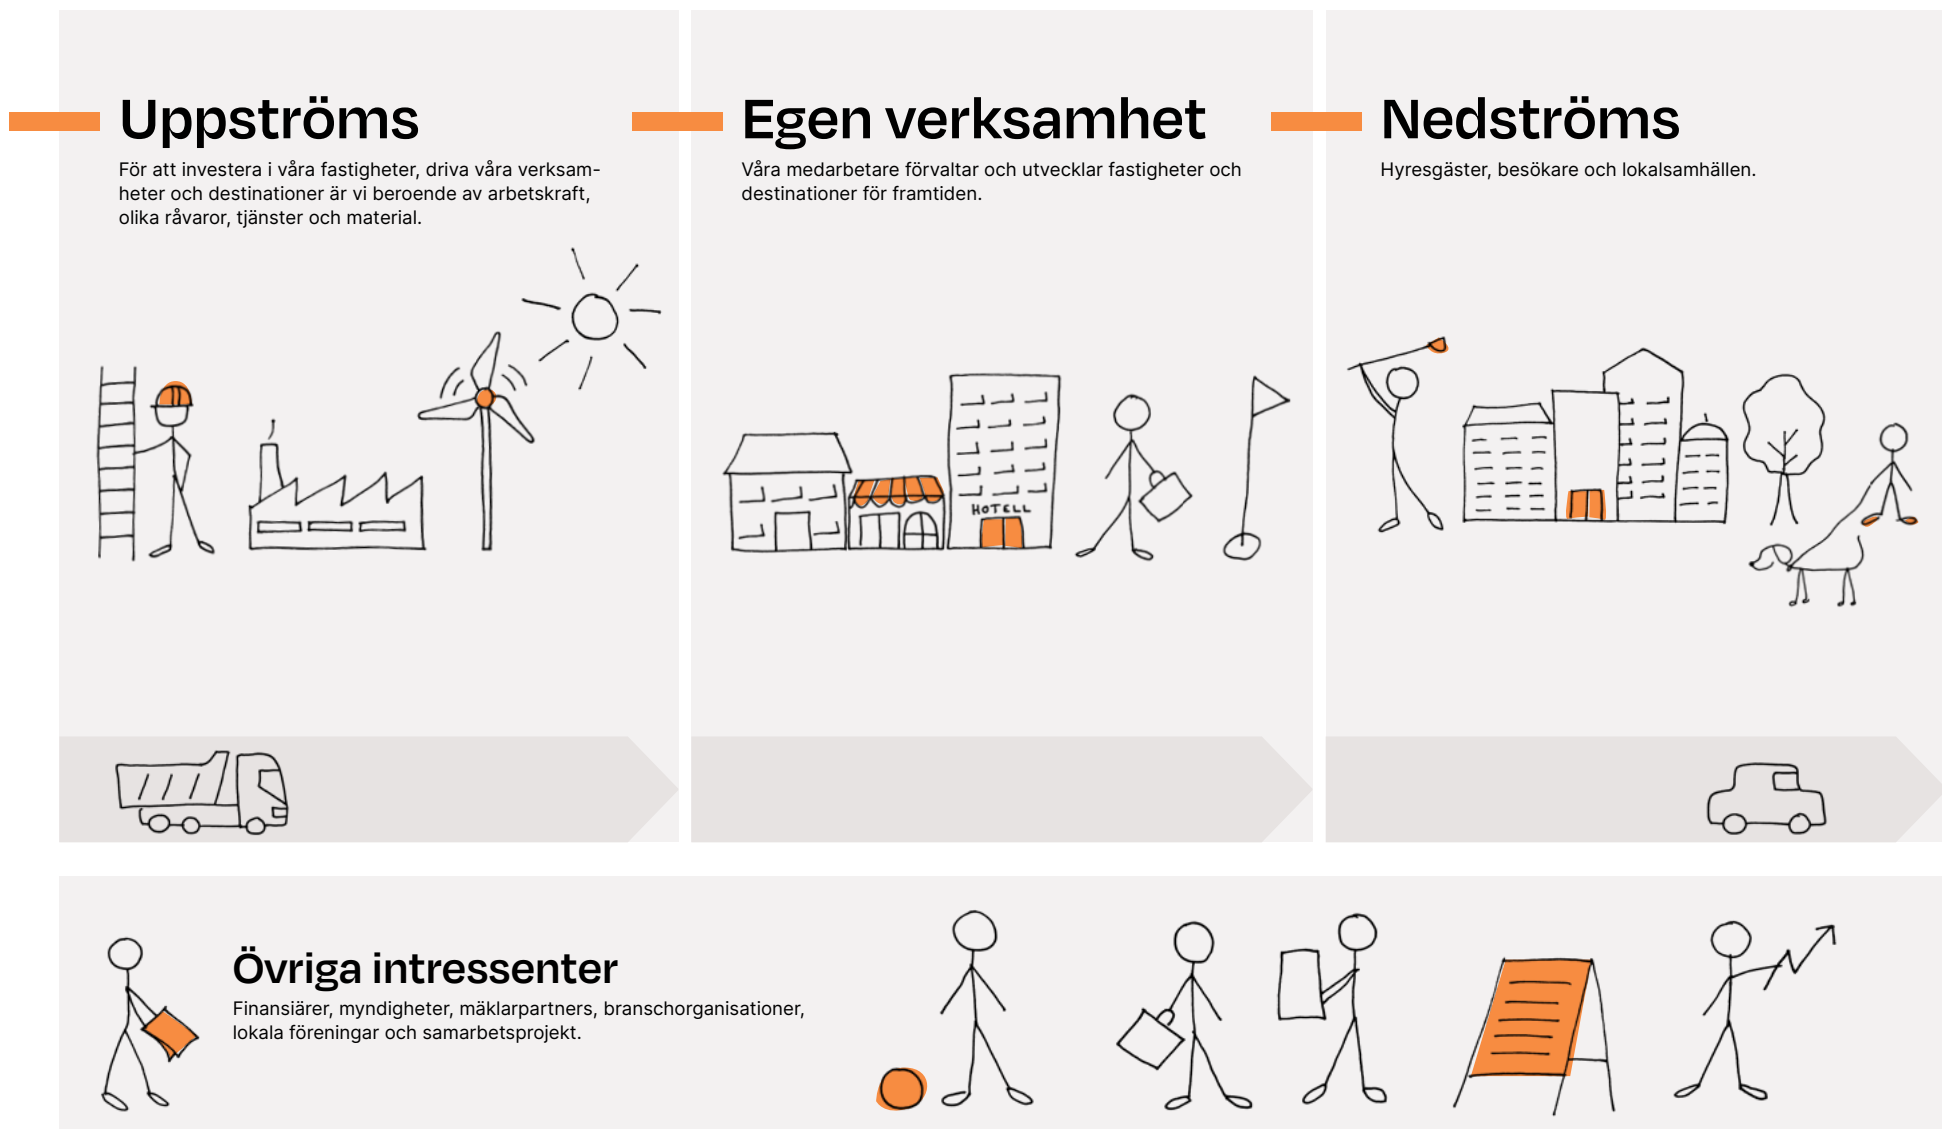 Uppströms
För att investera i våra fastigheter, driva våra verksam-
heter och destinationer är vi beroende av arbetskraft,
olika råvaror, tjänster och material.
Egen verksamhet
Våra medarbetare förvaltar och utvecklar fastigheter och
destinationer för framtiden.
HOTELL
Nedströms
Hyresgäster, besökare och lokalsamhällen.
Övriga intressenter
Finansiärer, myndigheter, mäklarpartners, branschorganisationer,
lokala föreningar och samarbetsprojekt.